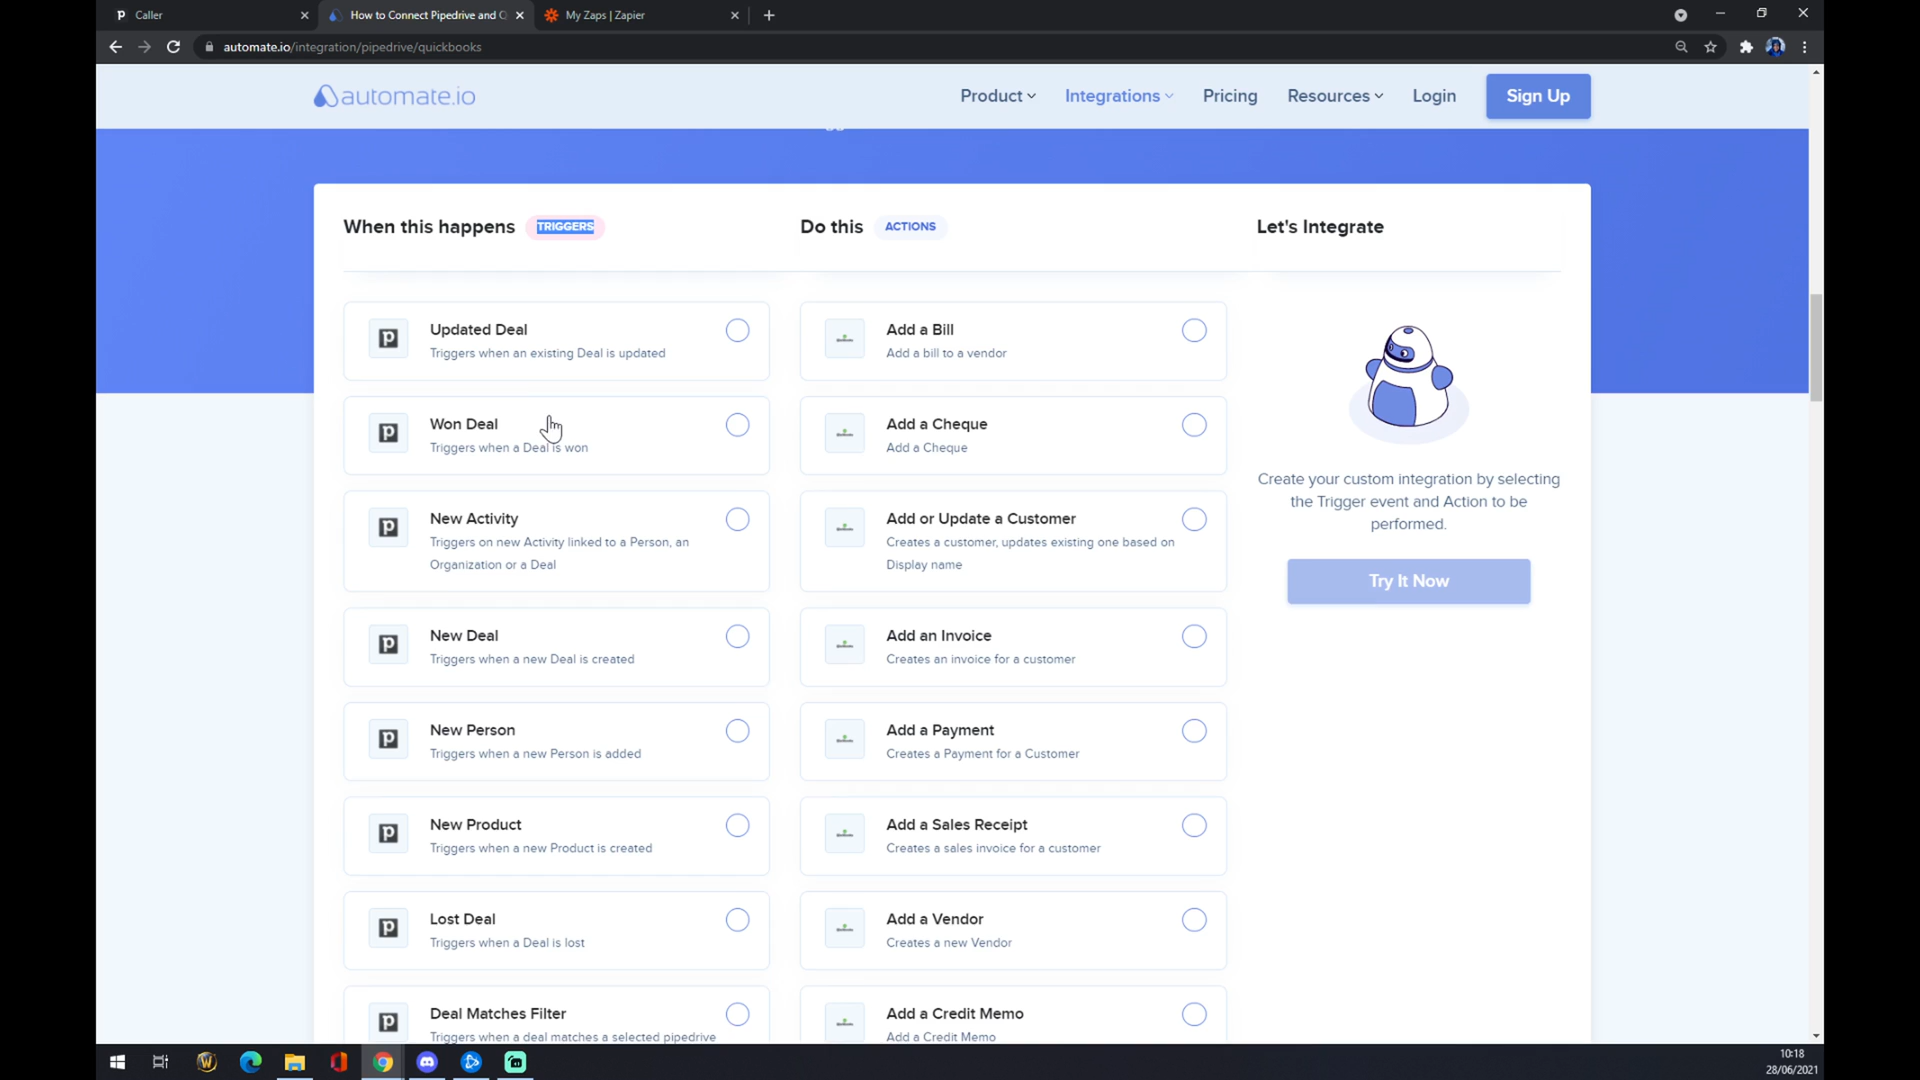 Caller
How to Connect Pipedrive and Q
My Zaps | Zapier
automate.io/integration/pipedrive/quickbooks
automate.io
Product
Integrations
Pricing
Resources
Login
Sign Up
When this happens
TRIGGERS
Do this
ACTIONS
Let's Integrate
Updated Deal
Triggers when an existing Deal is updated
Add a Bill
Add a bill to a vendor
Won Deal
Triggers when a Deal is won
Add a Cheque
Add a Cheque
New Activity
Triggers on new Activity linked to a Person, an
Organization or a Deal
Add or Update a Customer
Creates a customer, updates existing one based on
Display name
Create your custom integration by selecting
the Trigger event and Action to be
performed.
Try It Now
New Deal
Triggers when a new Deal is created
Add an Invoice
Creates an invoice for a customer
New Person
Triggers when a new Person is added
Add a Payment
Creates a Payment for a Customer
New Product
Triggers when a new Product is created
Add a Sales Receipt
Creates a sales invoice for a customer
Lost Deal
Triggers when a Deal is lost
Add a Vendor
Creates a new Vendor
Deal Matches Filter
Triggers when a deal matches a selected pipedrive
Add a Credit Memo
Add a Credit Memo
10:18
28/06/2021